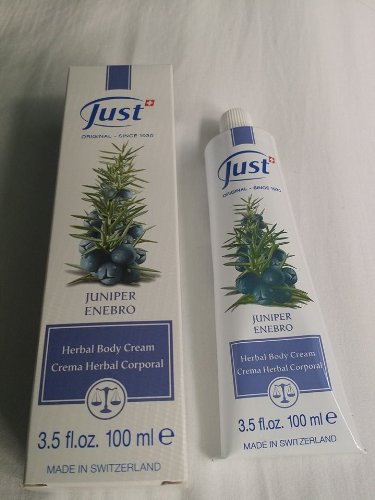 Just
ORIGINAL - SINCE 1930
JUNIPER
ENEBRO
Herbal Body Cream
Crema Herbal Corporal
3.5 fl.oz. 100 ml e
MADE IN SWITZERLAND
Just
ORIGINAL - SINCE 1930
JUNIPER
ENEBRO
Herbal Body Cream
Crema Herbal Corporal
3.5 fl.oz. 100 ml e
MADE IN SWITZERLAND